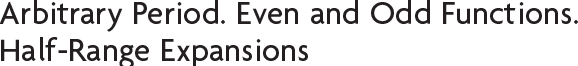 Arbitrary Period. Even and Odd Functions.
Half-Range Expansions